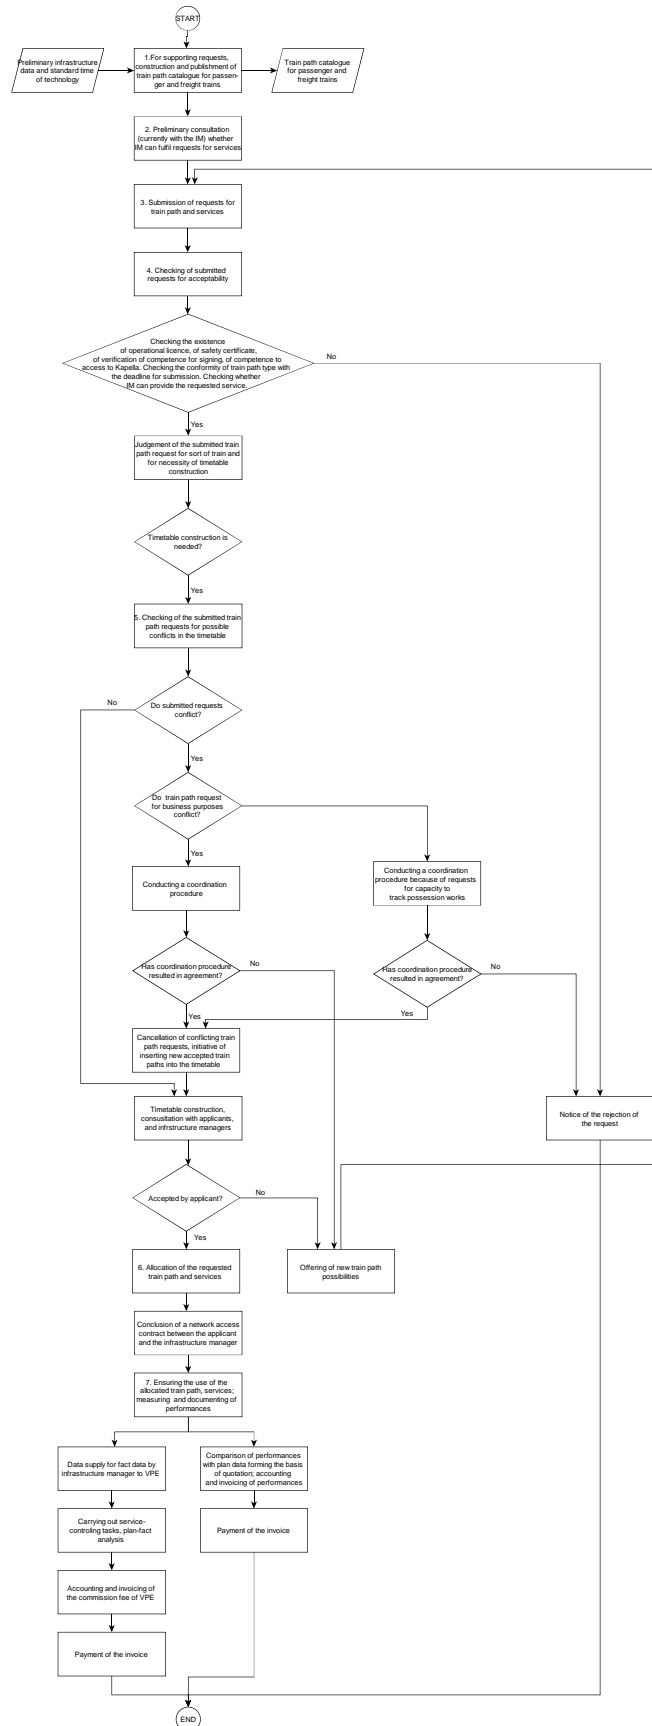 START
Preliminary infrastructure
data and standard time
of technology
1.For supporting requests,
construction and publishment of
train path catalogue for passen-
ger and freight trains
Train path catalogue
for passenger and
freight trains
2. Preliminary consultation
(currently with the IM) whether
IM can fulfil requests for services
3. Submission of requests for
train path and services
4. Checking of submitted
requests for acceptability
Checking the existence
of operational licence, of safety certificate,
of verification of competence for signing, of competence to
access to Kapella. Checking the conformity of train path type with
the deadline for submission. Checking whether
IM can provide the requested service.
No
Yes
Judgement of the submitted train
path request for sort of train and
for necessity of timetable
construction
Timetable construction is
needed?
Yes
5. Checking of the submitted train
path requests for possible
conflicts in the timetable
No
Do submitted requests
conflict?
Yes
Do train path request
for business purposes
conflict?
Yes
Conducting a coordination
procedure
Conducting a coordination
procedure because of requests
for capacity to
track possession works
Has coordination procedure
resulted in agreement?
No
Has coordination procedure
resulted in agreement?
No
Yes
Yes
Cancellation of conflicting train
path requests, initiative of
inserting new accepted train
paths into the timetable
Timetable construction,
consusltation with applicants,
and infrstructure managers
Notice of the rejection of
the request
Accepted by applicant?
No
Yes
6. Allocation of the requested
train path and services
Offering of new train path
possibilities
Conclusion of a network access
contract between the applicant
and the infrastructure manager
7. Ensuring the use of the
allocated train path, services;
measuring and documenting of
performances
Data supply for fact data by
infrastructure manager to VPE
Comparison of performances
with plan data forming the basis
of quotation; accounting
and invoicing of performances
Carrying out service-
controling tasks, plan-fact
analysis
Payment of the invoice
Accounting and invoicing of
the commission fee of VPE
Payment of the invoice
END